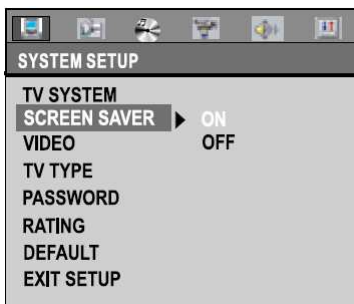 SYSTEM SETUP
TV SYSTEM
SCREEN SAVER ON
VIDEO OFF
TV TYPE
PASSWORD
RATING
DEFAULT
EXIT SETUP